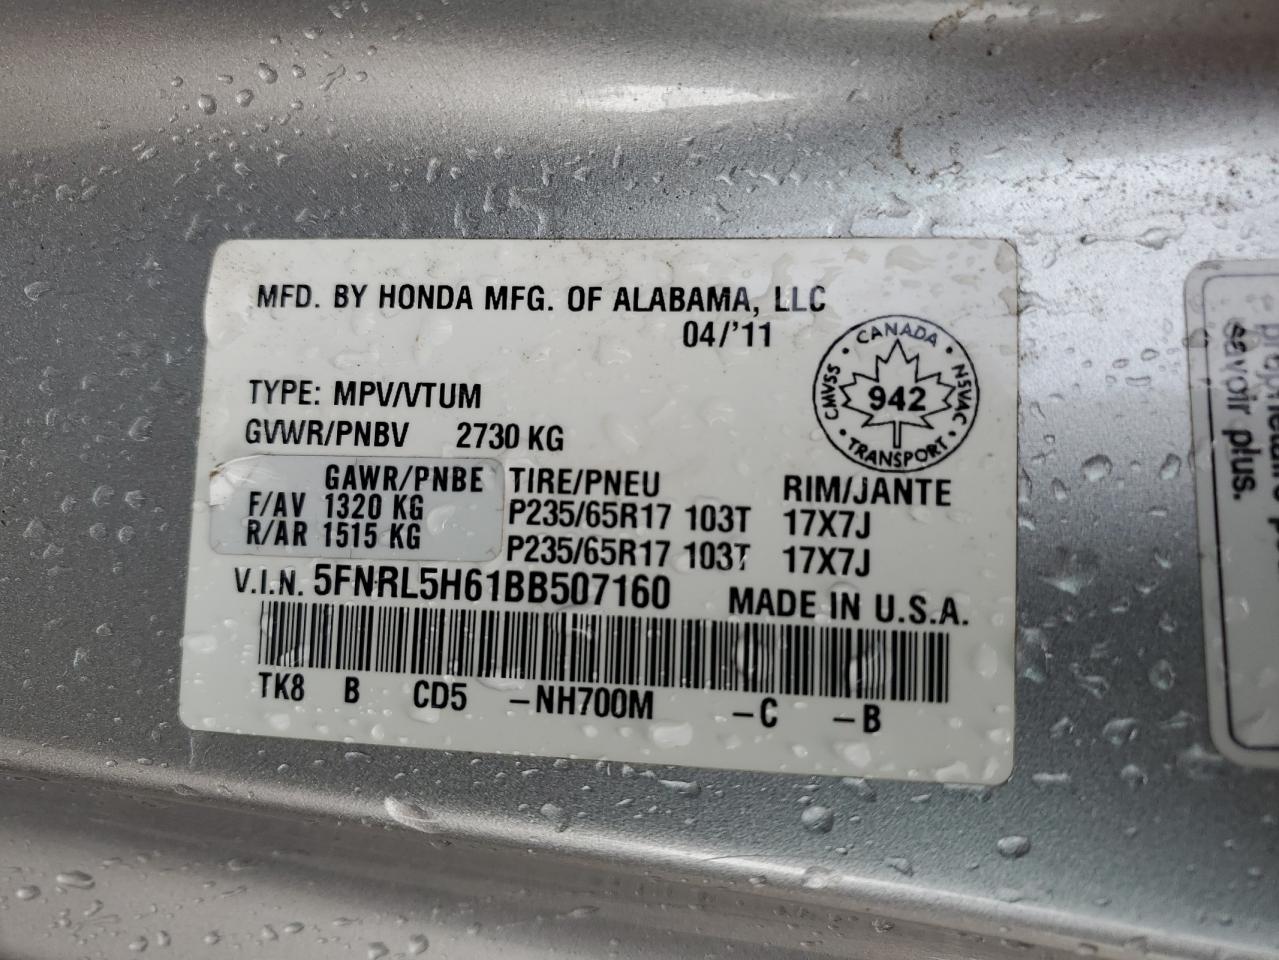 MFD. BY HONDA MFG. OF ALABAMA, LLC
04/'11
CANADA
CMVSS
NSVAC
942
TRANSPORT
TYPE: MPV/VTUM
GVWR/PNBV 2730 KG
GAWR/PNBE TIRE/PNEU RIM/JANTE
F/AV 1320 KG P235/65R17 103T 17X7J
R/AR 1515 KG P235/65R17 103T 17X7J
V.I.N. 5FNRL5H61BB507160 MADE IN U.S.A.
TK8 B CD5 -NH700M -C -B
savoir plus.